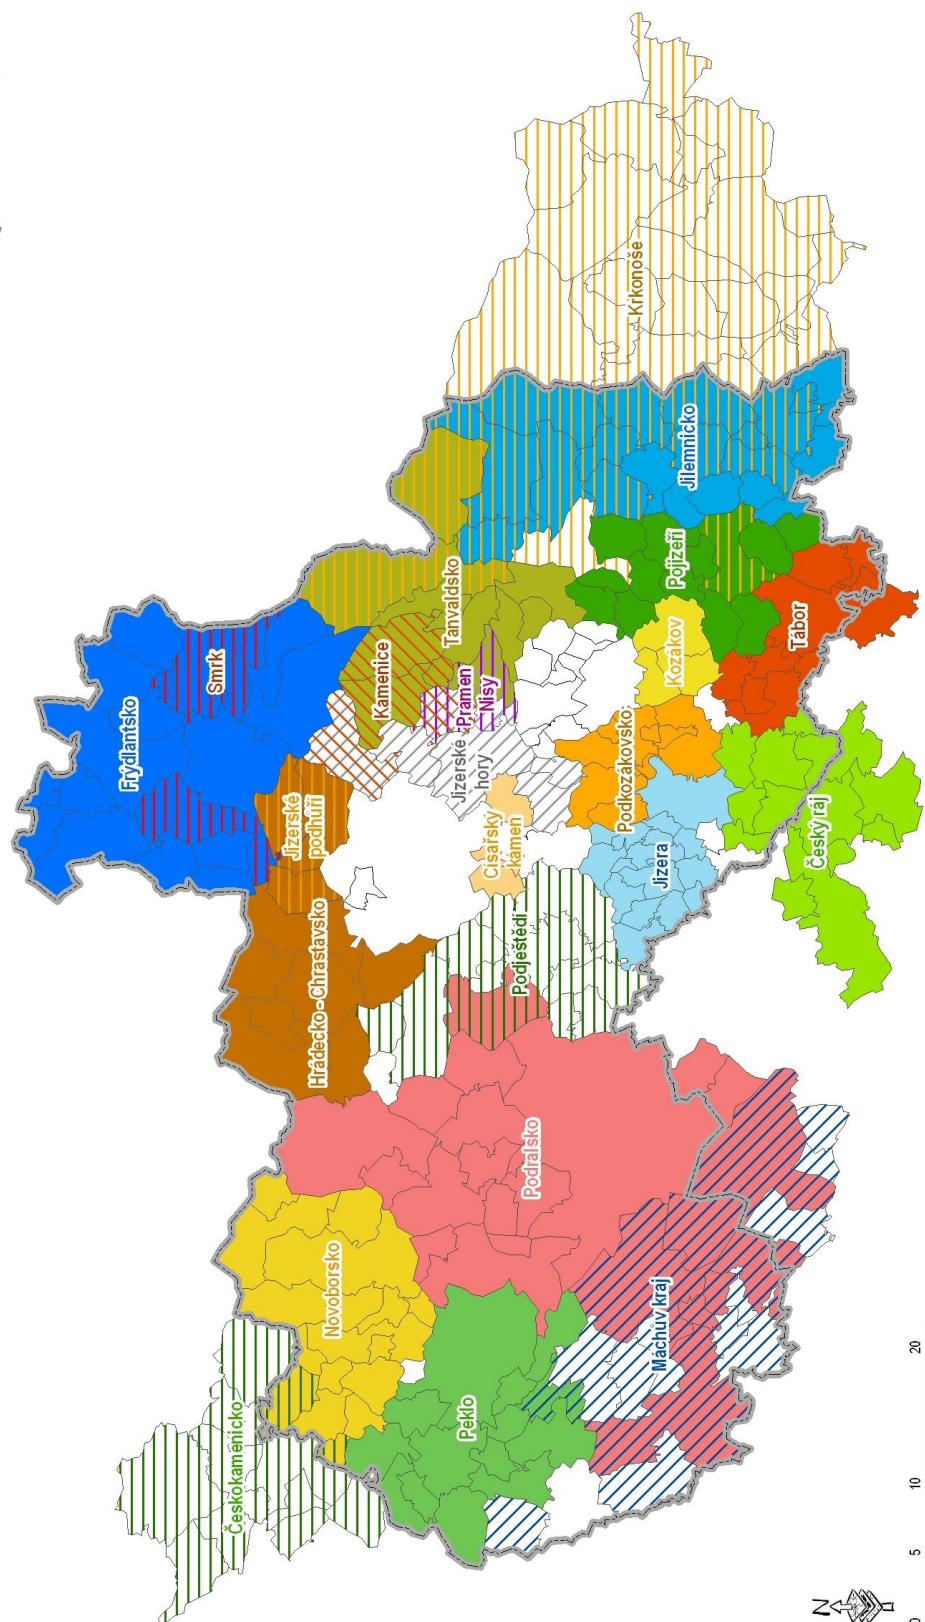 Krkonoše
Jilemnicko
Pojizeří
Tábor
Tanvaldsko
Kozákov
Kamenice
Smrk
Pramen
Nisy
Frýdlantsko
Jizerské
hory
Podkozákovsko
Jizerské
podhůří
Císařský
kámen
Jizera
Český ráj
Podještědí
Hrádecko - Chrastavsko
Podralsko
Novoborsko
Máchův kraj
Peklo
Českokamenicko
N
0
5
10
20